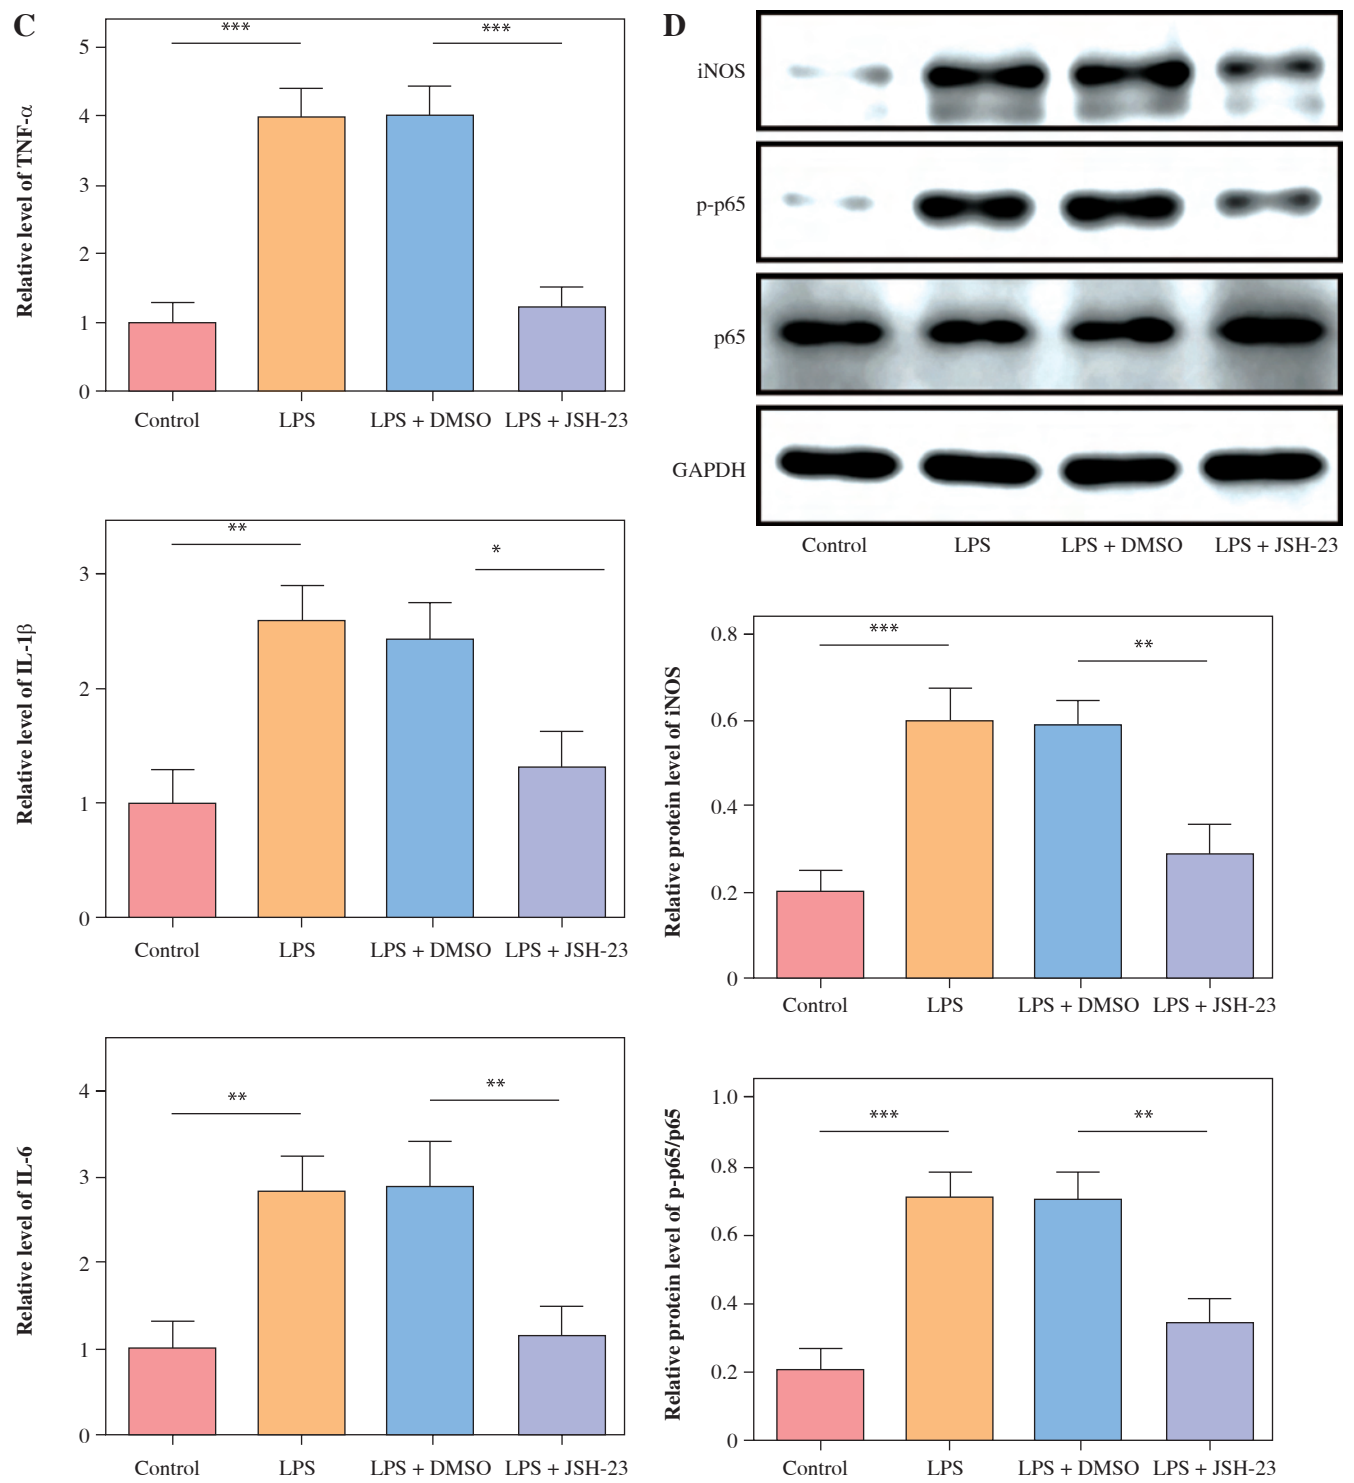 C
***
***
5
4
3
2
1
0
Relative level of TNF-α
Control LPS LPS + DMSO LPS + JSH-23
**
*
3
2
1
0
Relative level of IL-1β
Control LPS LPS + DMSO LPS + JSH-23
**
**
4
3
2
1
0
Relative level of IL-6
Control LPS LPS + DMSO LPS + JSH-23
D
iNOS
p-p65
p65
GAPDH
Control LPS LPS + DMSO LPS + JSH-23
***
**
0.8
0.6
0.4
0.2
0
Relative protein level of iNOS
Control LPS LPS + DMSO LPS + JSH-23
***
**
1.0
0.8
0.6
0.4
0.2
0
Relative protein level of p-p65/p65
Control LPS LPS + DMSO LPS + JSH-23